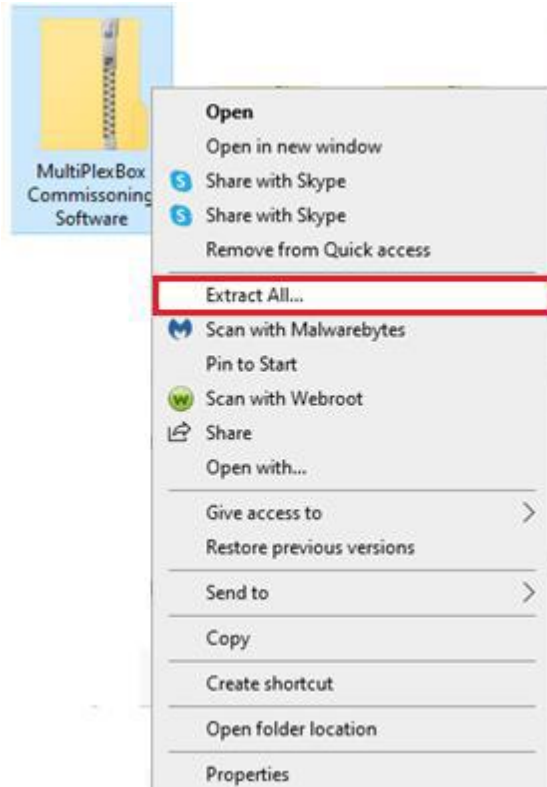 MultiPlexBox
Commissoning
Software
Open
Open in new window
Share with Skype
Share with Skype
Remove from Quick access
Extract All...
Scan with Malwarebytes
Pin to Start
Scan with Webroot
Share
Open with...
Give access to
Restore previous versions
Send to
Copy
Create shortcut
Open folder location
Properties